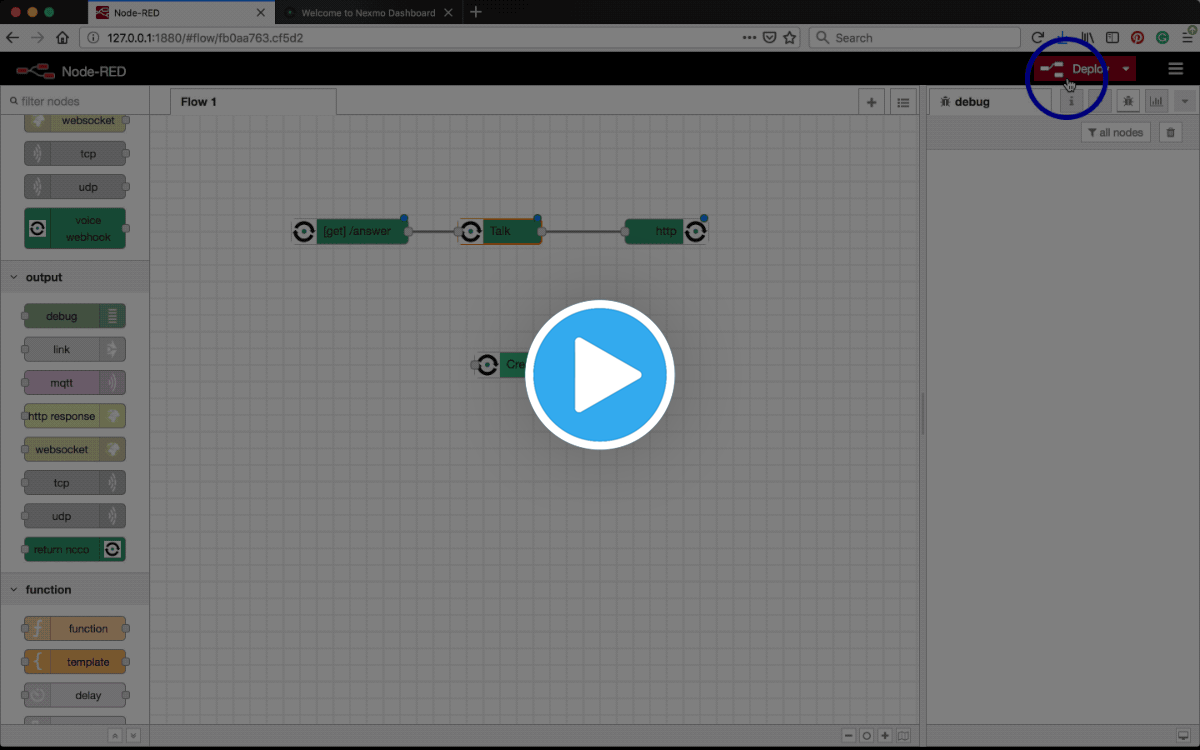 Node-RED
Welcome to Nexmo Dashboard
127.0.0.1:1880/#flow/fb0aa763.cf5d2
Search
Node-RED
Deploy
filter nodes
Flow 1
debug
i
all nodes
websocket
tcp
udp
voice
webhook
output
debug
link
mqtt
http response
websocket
tcp
udp
return ncco
function
function
template
delay
[get] /answer
Talk
http
Cre